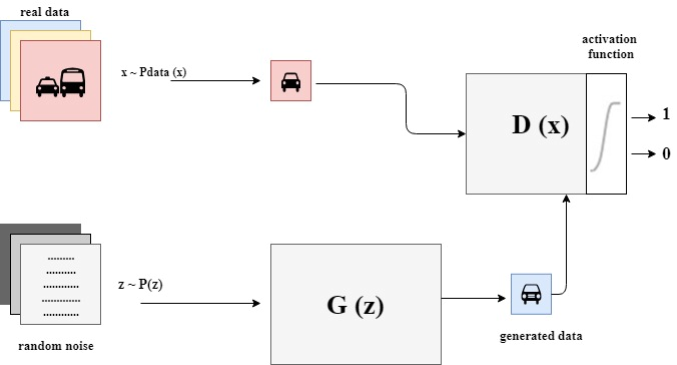 real data
x ~ Pdata (x)
activation
function
D (x)
1
0
z ~ P(z)
G (z)
random noise
generated data